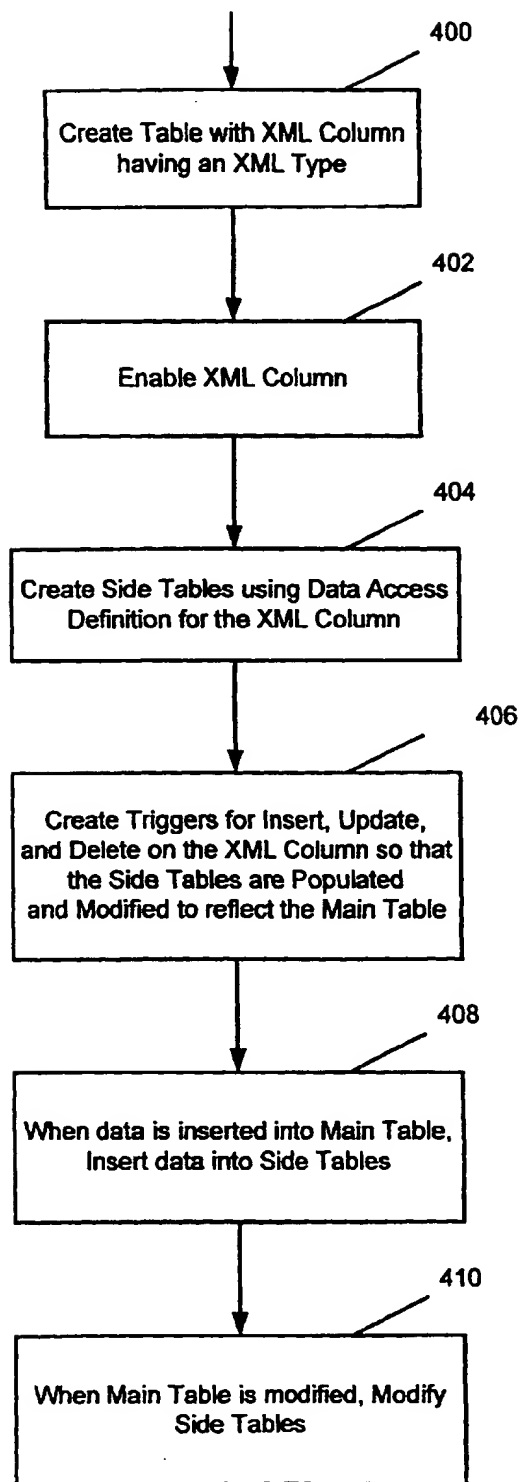 400
Create Table with XML Column
having an XML Type
402
Enable XML Column
404
Create Side Tables using Data Access
Definition for the XML Column
406
Create Triggers for Insert, Update,
and Delete on the XML Column so that
the Side Tables are Populated
and Modified to reflect the Main Table
408
When data is inserted into Main Table,
Insert data into Side Tables
410
When Main Table is modified, Modify
Side Tables